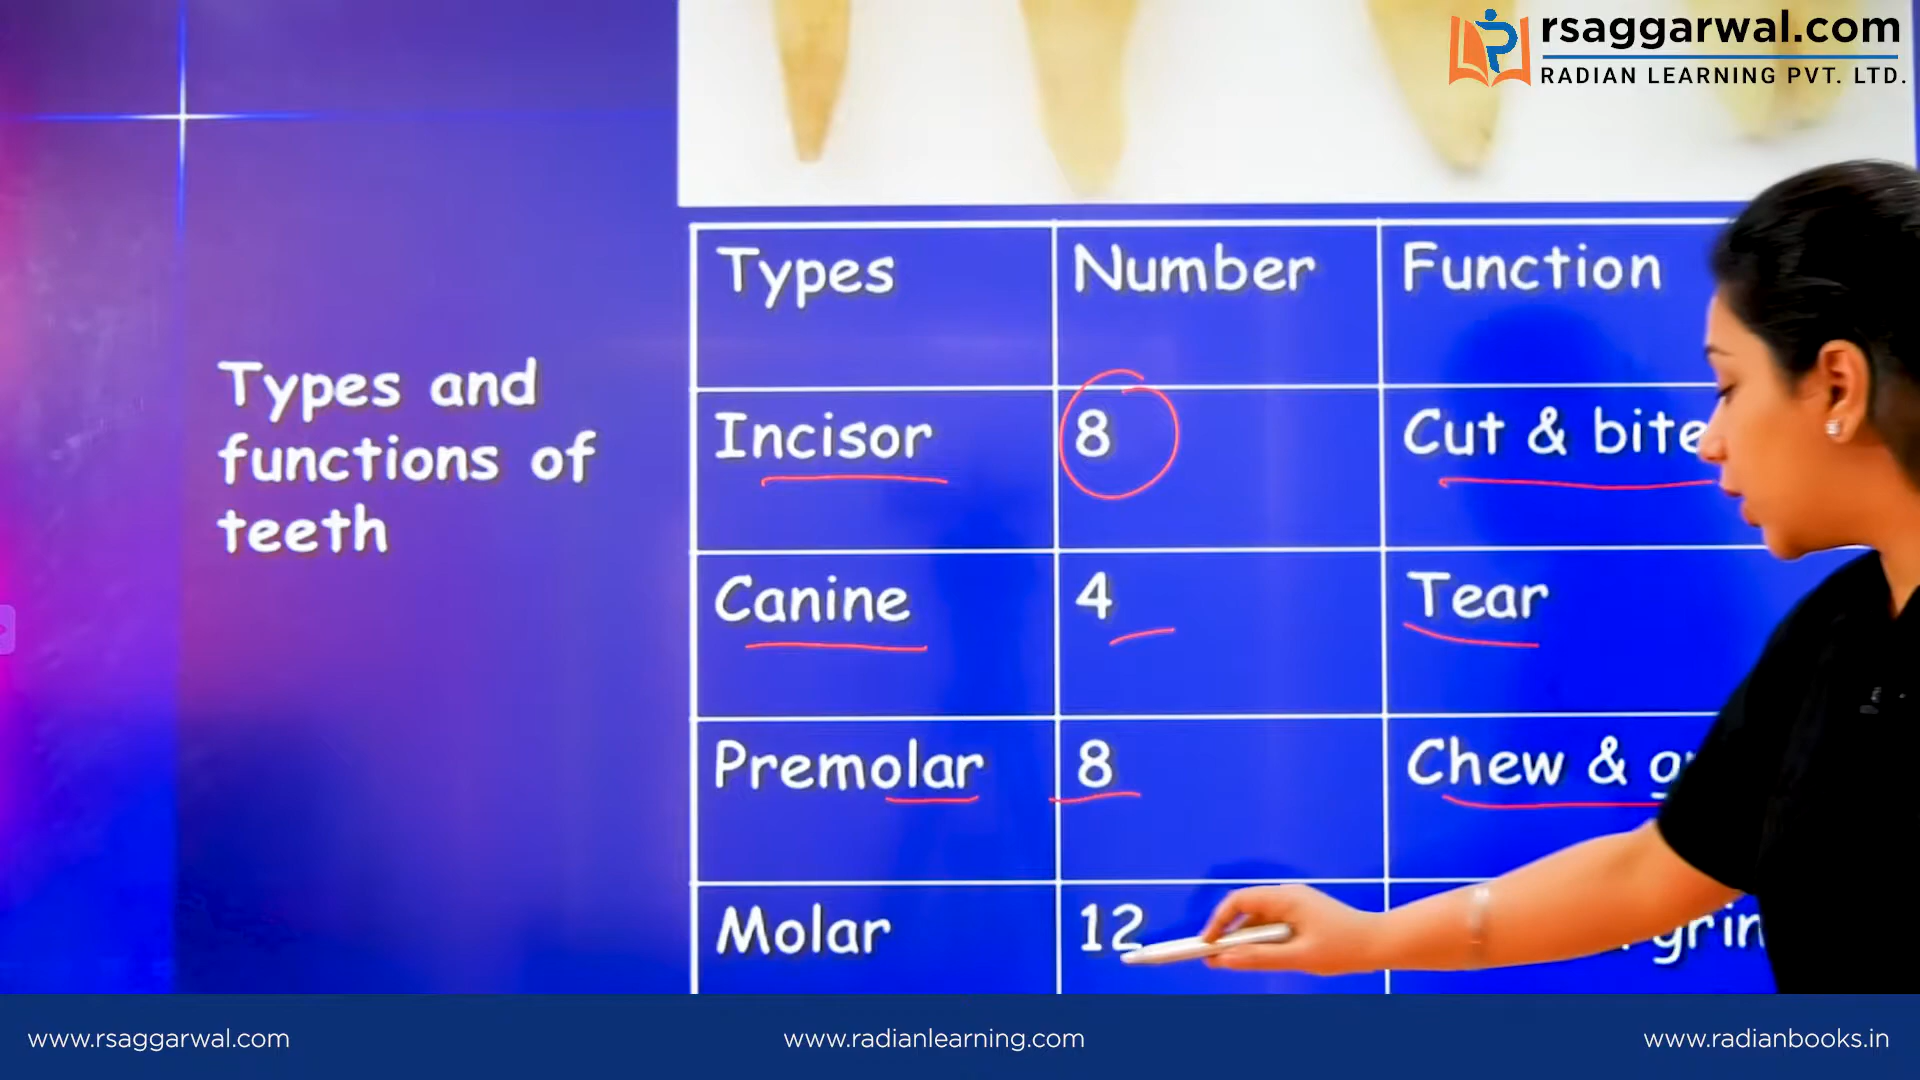 rsaggarwal.com
RADIAN LEARNING PVT. LTD.
Types and
functions of
teeth
Types Number Function
Incisor 8 Cut & bite
Canine 4 Tear
Premolar 8 Chew &
Molar 12
www.rsaggarwal.com www.radianlearning.com www.radianbooks.in